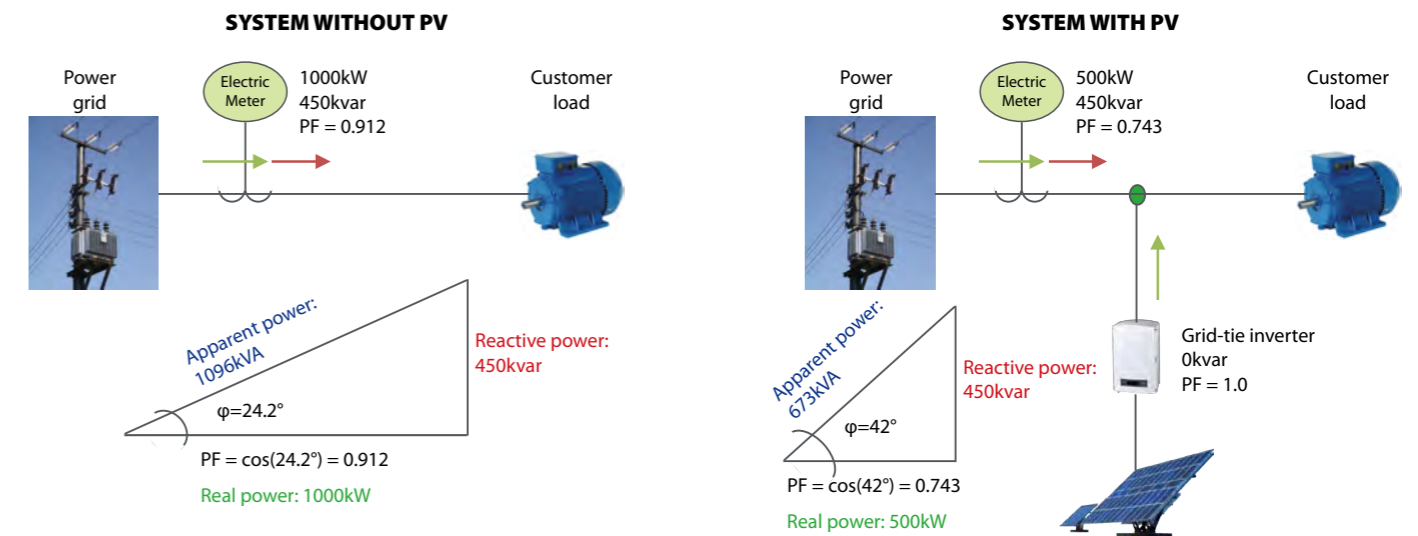 SYSTEM WITHOUT PV
Power
grid
Electric
Meter
1000kW
450kvar
PF = 0.912
Customer
load
Apparent power:
1096kVA
Reactive power:
450kvar
φ=24.2°
PF = cos(24.2°) = 0.912
Real power: 1000kW
SYSTEM WITH PV
Power
grid
Electric
Meter
500kW
450kvar
PF = 0.743
Customer
load
Apparent power:
673kVA
Reactive power:
450kvar
φ=42°
PF = cos(42°) = 0.743
Real power: 500kW
Grid-tie inverter
0kvar
PF = 1.0